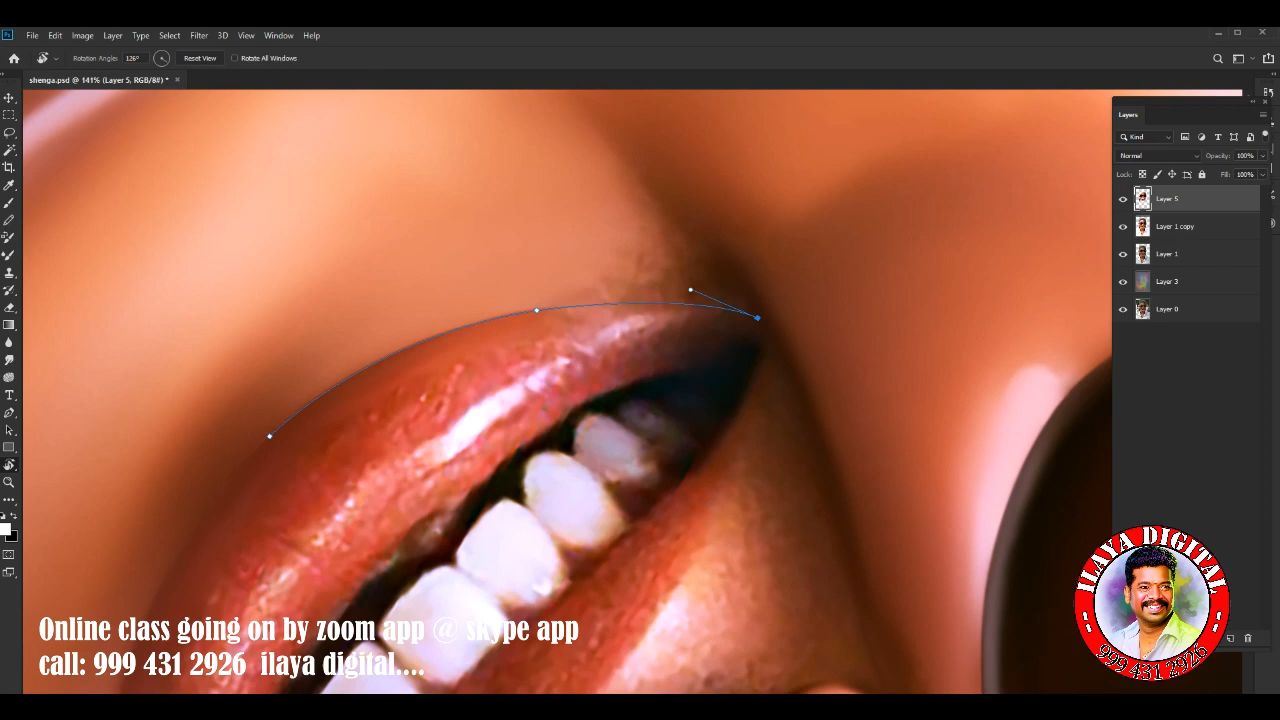 File Edit Image Layer Type Select Filter 3D View Window Help
Rotation Angle: 126° Reset View Rotate All Windows
shenga.psd @ 141% (Layer 5, RGB/8#) *
Layers
Kind
Normal Opacity: 100%
Lock: Fill: 100%
Layer 5
Layer 1 copy
Layer 1
Layer 3
Layer 0
Online class going on by zoom app @ skype app
call: 999 431 2926 ilaya digital....
ILAYA DIGITAL
999 431 2926